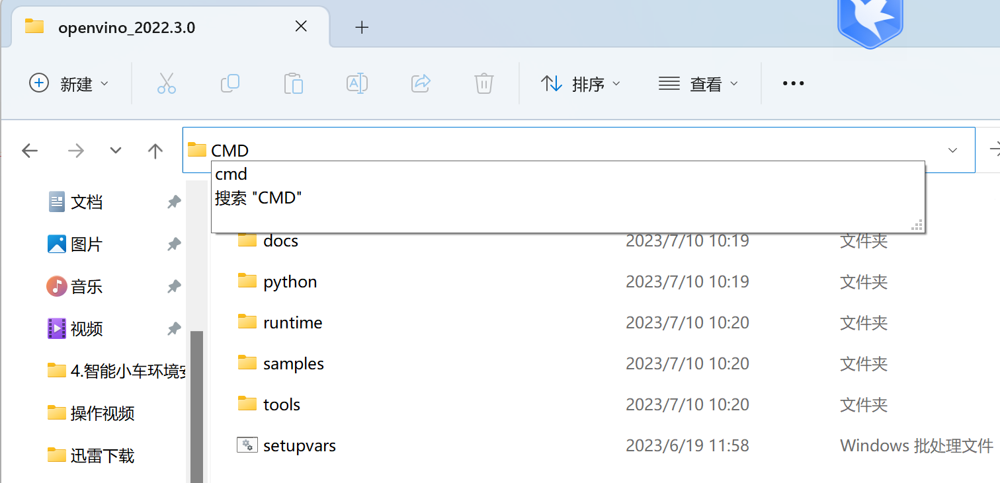 openvino_2022.3.0
新建 排序 查看
CMD
cmd
搜索 "CMD"
文档
图片
音乐
视频
4.智能小车环境
操作视频
迅雷下载
docs 2023/7/10 10:19 文件夹
python 2023/7/10 10:19 文件夹
runtime 2023/7/10 10:20 文件夹
samples 2023/7/10 10:20 文件夹
tools 2023/7/10 10:20 文件夹
setupvars 2023/6/19 11:58 Windows 批处理文件